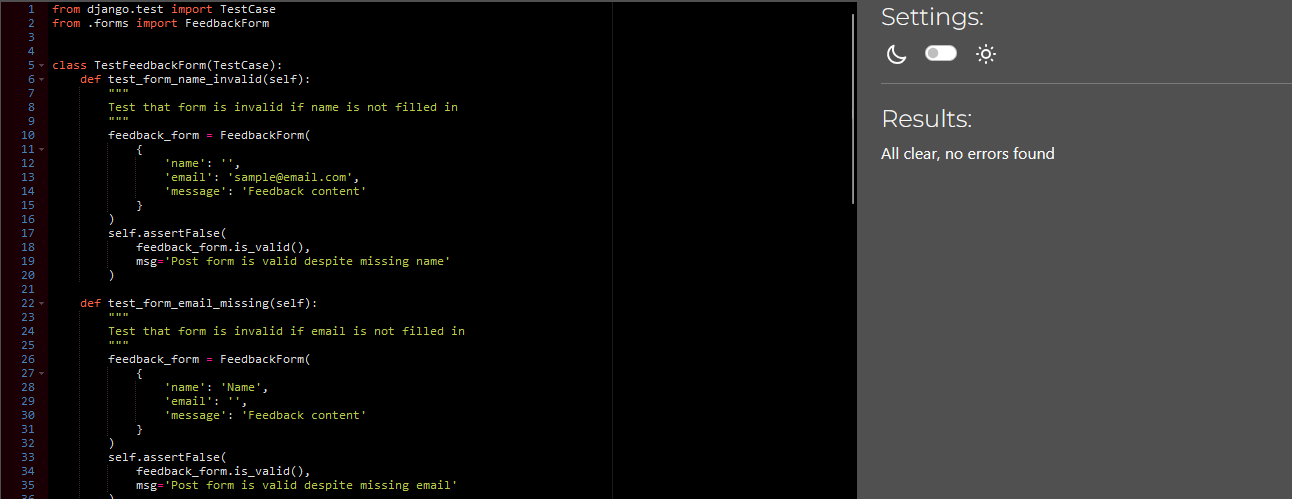 1 from django.test import TestCase
2 from .forms import FeedbackForm
3
4
5 class TestFeedbackForm(TestCase):
6     def test_form_name_invalid(self):
7         """
8         Test that form is invalid if name is not filled in
9         """
10         feedback_form = FeedbackForm(
11             {
12                 'name': '',
13                 'email': 'sample@email.com',
14                 'message': 'Feedback content'
15             }
16         )
17         self.assertFalse(
18             feedback_form.is_valid(),
19             msg='Post form is valid despite missing name'
20         )
21
22     def test_form_email_missing(self):
23         """
24         Test that form is invalid if email is not filled in
25         """
26         feedback_form = FeedbackForm(
27             {
28                 'name': 'Name',
29                 'email': '',
30                 'message': 'Feedback content'
31             }
32         )
33         self.assertFalse(
34             feedback_form.is_valid(),
35             msg='Post form is valid despite missing email'
36         )
Settings:
Results:
All clear, no errors found